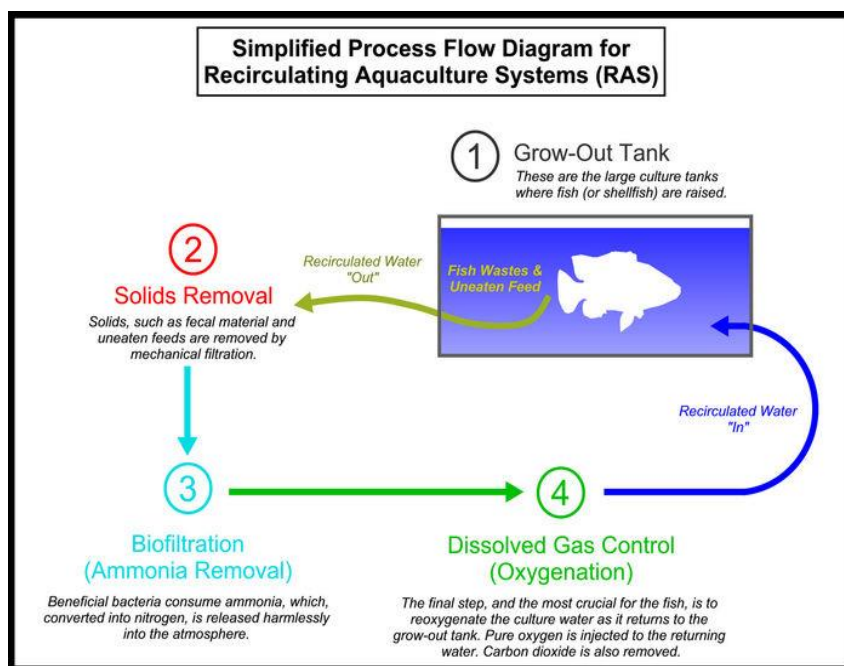 Simplified Process Flow Diagram for
Recirculating Aquaculture Systems (RAS)
1
Grow-Out Tank
These are the large culture tanks
where fish (or shellfish) are raised.
Fish Wastes &
Uneaten Feed
Recirculated Water
"Out"
2
Solids Removal
Solids, such as fecal material and
uneaten feeds are removed by
mechanical filtration.
3
Biofiltration
(Ammonia Removal)
Beneficial bacteria consume ammonia, which,
converted into nitrogen, is released harmlessly
into the atmosphere.
4
Dissolved Gas Control
(Oxygenation)
The final step, and the most crucial for the fish, is to
reoxygenate the culture water as it returns to the
grow-out tank. Pure oxygen is injected to the returning
water. Carbon dioxide is also removed.
Recirculated Water
"In"